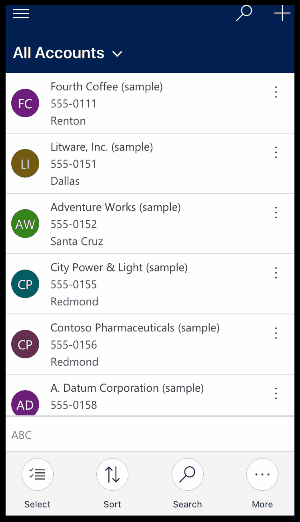 All Accounts
FC
Fourth Coffee (sample)
555-0111
Renton
LI
Litware, Inc. (sample)
555-0151
Dallas
AW
Adventure Works (sample)
555-0152
Santa Cruz
CP
City Power & Light (sample)
555-0155
Redmond
CP
Contoso Pharmaceuticals (sample)
555-0156
Redmond
AD
A. Datum Corporation (sample)
555-0158
ABC
Select Sort Search More